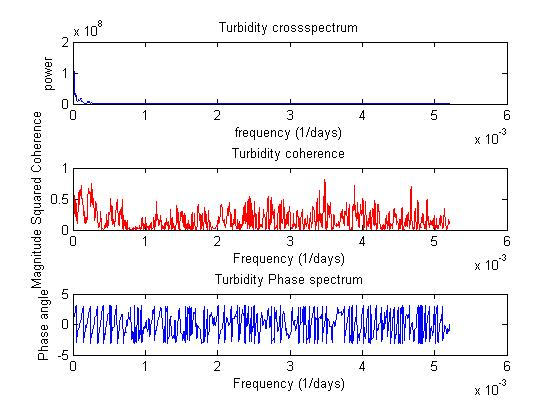 Turbidity crossspectrum
x 10^8
2
1
0
power
0 1 2 3 4 5 6
frequency (1/days)
x 10^-3
Turbidity coherence
1
0.5
0
Magnitude Squared Coherence
0 1 2 3 4 5 6
Frequency (1/days)
x 10^-3
Turbidity Phase spectrum
5
0
-5
Phase angle
0 1 2 3 4 5 6
Frequency (1/days)
x 10^-3